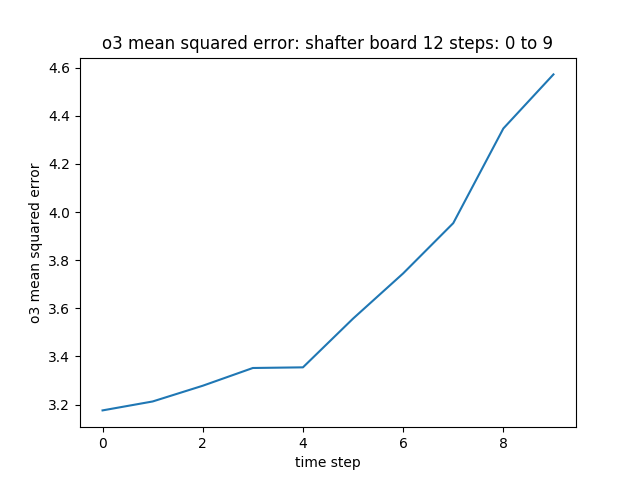 o3 mean squared error: shafter board 12 steps: 0 to 9
o3 mean squared error
4.6
4.4
4.2
4.0
3.8
3.6
3.4
3.2
0 2 4 6 8
time step